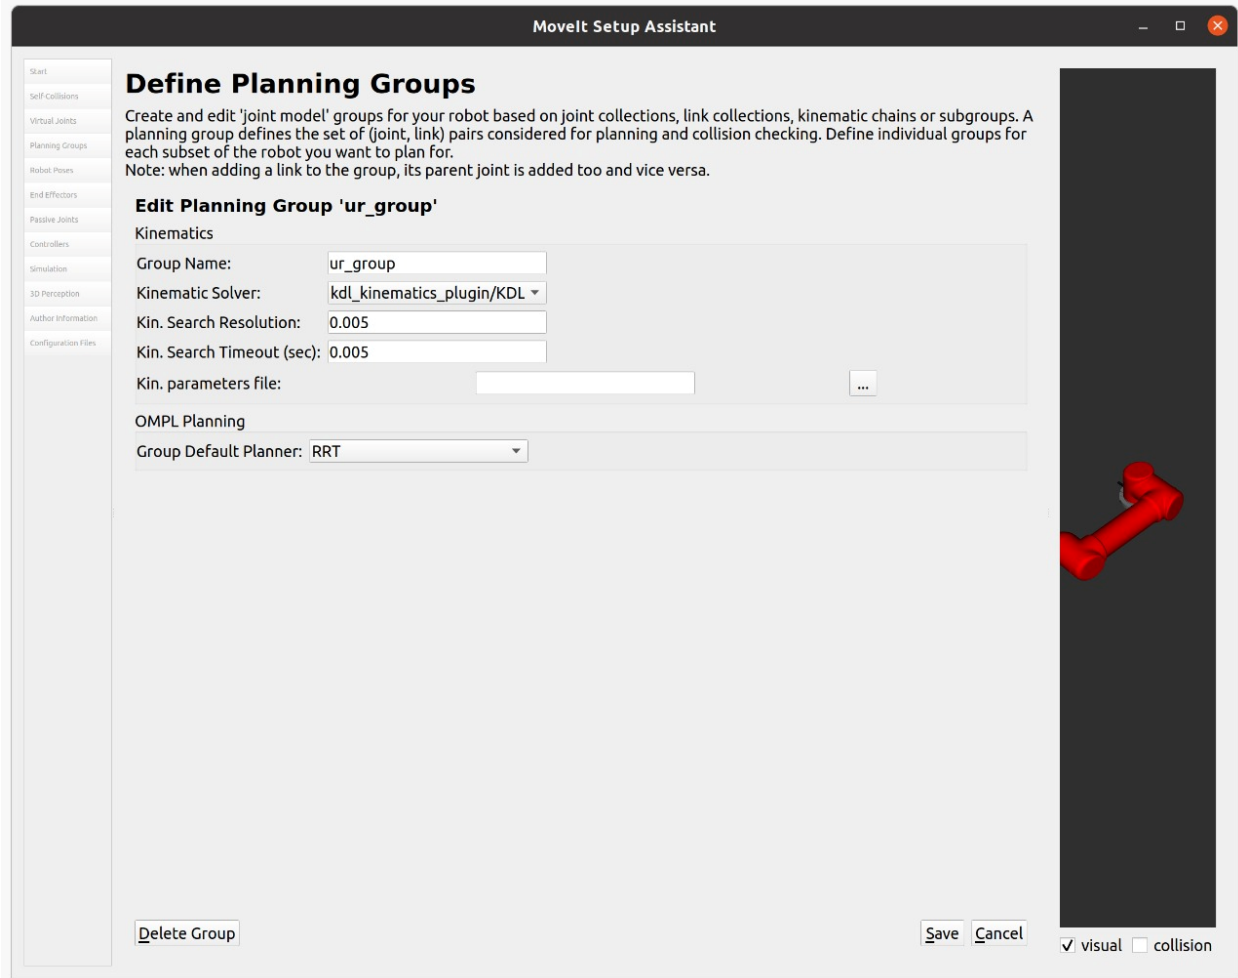 MoveIt Setup Assistant
Start
Self-Collisions
Virtual Joints
Planning Groups
Robot Poses
End Effectors
Passive Joints
Controllers
Simulation
3D Perception
Author Information
Configuration Files
Define Planning Groups
Create and edit 'joint model' groups for your robot based on joint collections, link collections, kinematic chains or subgroups. A
planning group defines the set of (joint, link) pairs considered for planning and collision checking. Define individual groups for
each subset of the robot you want to plan for.
Note: when adding a link to the group, its parent joint is added too and vice versa.
Edit Planning Group 'ur_group'
Kinematics
Group Name: ur_group
Kinematic Solver: kdl_kinematics_plugin/KDL
Kin. Search Resolution: 0.005
Kin. Search Timeout (sec): 0.005
Kin. parameters file: ...
OMPL Planning
Group Default Planner: RRT
Delete Group Save Cancel
visual collision